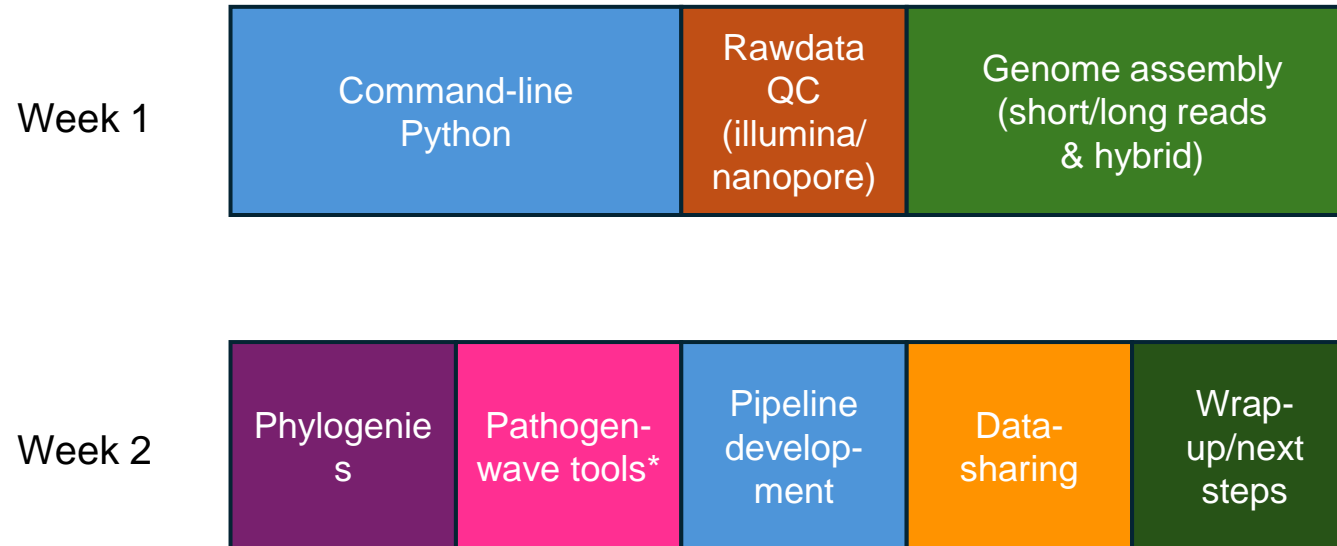 Week 1
Command-line
Python
Rawdata
QC
(illumina/
nanopore)
Genome assembly
(short/long reads
& hybrid)
Week 2
Phylogenie
s
Pathogen-
wave tools*
Pipeline
develop-
ment
Data-
sharing
Wrap-
up/next
steps